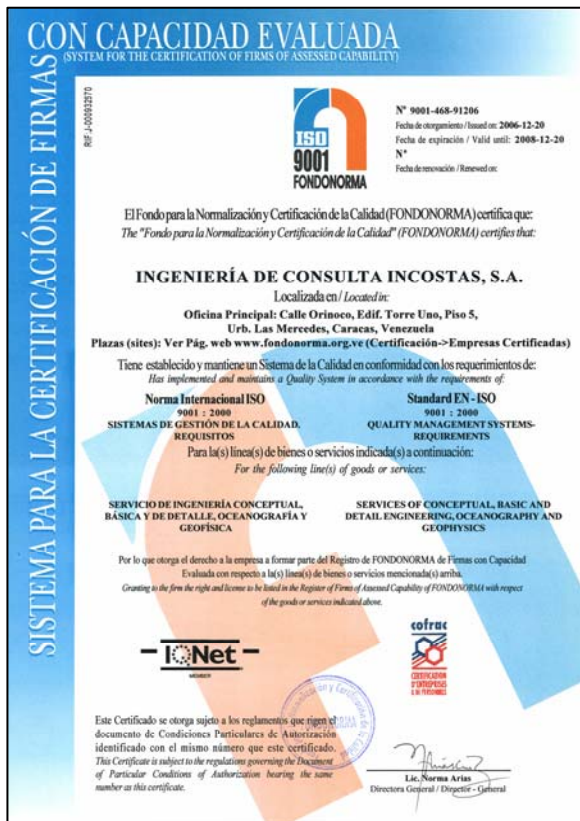 CON CAPACIDAD EVALUADA
(SYSTEM FOR THE CERTIFICATION OF FIRMS OF ASSESSED CAPABILITY)
SISTEMA PARA LA CERTIFICACIÓN DE FIRMAS
RIF J-000932570
ISO
9001
FONDONORMA
Nº 9001-468-91206
Fecha de otorgamiento / Issued on: 2006-12-20
Fecha de expiración / Valid until: 2008-12-20
Nº
Fecha de renovación / Renewed on:
El Fondo para la Normalización y Certificación de la Calidad (FONDONORMA) certifica que:
The "Fondo para la Normalización y Certificación de la Calidad" (FONDONORMA) certifies that:
INGENIERÍA DE CONSULTA INCOSTAS, S.A.
Localizada en / Located in:
Oficina Principal: Calle Orinoco, Edif. Torre Uno, Piso 5,
Urb. Las Mercedes, Caracas, Venezuela
Plazas (sites): Ver Pág. web www.fondonorma.org.ve (Certificación->Empresas Certificadas)
Tiene establecido y mantiene un Sistema de la Calidad en conformidad con los requerimientos de:
Has implemented and maintains a Quality System in accordance with the requirements of:
Norma Internacional ISO
9001 : 2000
SISTEMAS DE GESTIÓN DE LA CALIDAD.
REQUISITOS
Standard EN - ISO
9001 : 2000
QUALITY MANAGEMENT SYSTEMS-
REQUIREMENTS
Para la(s) línea(s) de bienes o servicios indicada(s) a continuación:
For the following line(s) of goods or services:
SERVICIO DE INGENIERÍA CONCEPTUAL,
BÁSICA Y DE DETALLE, OCEANOGRAFÍA Y
GEOFÍSICA
SERVICES OF CONCEPTUAL, BASIC AND
DETAIL ENGINEERING, OCEANOGRAPHY AND
GEOPHYSICS
Por lo que otorga el derecho a la empresa a formar parte del Registro de FONDONORMA de Firmas con Capacidad
Evaluada con respecto a la(s) línea(s) de bienes o servicios mencionada(s) arriba.
Granting to the firm the right and license to be listed in the Register of Firms of Assessed Capability of FONDONORMA with respect
of the goods or services indicated above.
IQNet
MEMBER
cofrac
CERTIFICATION
D'ENTREPRISES
& DE PERSONNELS
Este Certificado se otorga sujeto a los reglamentos que rigen el
documento de Condiciones Particulares de Autorización
identificado con el mismo número que este certificado.
This Certificate is subject to the regulations governing the Document
of Particular Conditions of Authorization bearing the same
number as this certificate.
Lic. Norma Arias
Directora General / Director - General